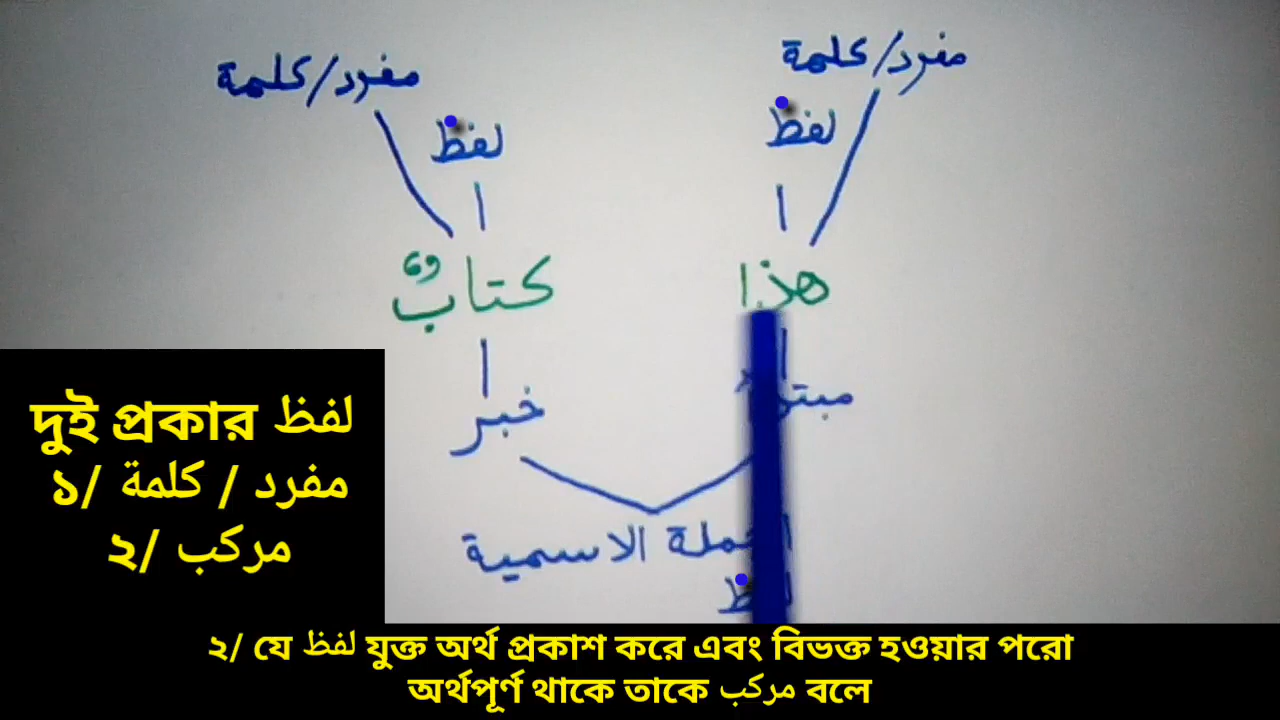 مفرد/كلمة
مفرد/كلمة
لفظ
لفظ
هذا
كتابٌ
خبر
الاسمية
দুই প্রকার لفظ
১/ مفرد / كلمة
২/ مركب
২/ যে لفظ যুক্ত অর্থ প্রকাশ করে এবং বিভক্ত হওয়ার পরো
অর্থপূর্ণ থাকে তাকে مركب বলে